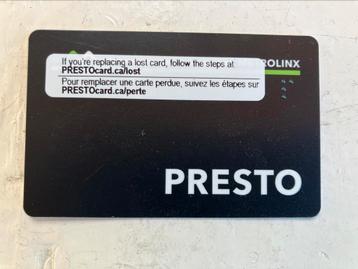 If you're replacing a lost card, follow the steps at
PRESTOcard.ca/lost
Pour remplacer une carte perdue, suivez les étapes sur
PRESTOcard.ca/perte
ROLINX
PRESTO